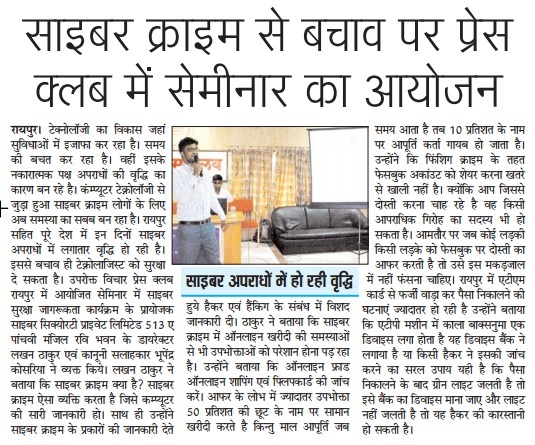 साइबर क्राइम से बचाव पर प्रेस
क्लब में सेमीनार का आयोजन
रायपुर। टेक्नोलॉजी का विकास जहां
सुविधाओं में इजाफा कर रहा है। समय
की बचत कर रहा है। वहीं इसके
नकारात्मक पक्ष अपराधों की वृद्धि का
कारण बन रहे है। कंम्प्यूटर टेक्नोलॉजी से
जुड़ा हुआ साइबर क्राइम लोगों के लिए
अब समस्या का सबब बन रहा है। रायपुर
सहित पूरे देश में इन दिनों साइबर
अपराधों में लगातार वृद्धि हो रही है।
इससे बचाव ही टेक्नोलाजिस्ट को सुरक्षा
दे सकता है। उपरोक्त विचार प्रेस क्लब
रायपुर में आयोजित सेमिनार में साइबर
सुरक्षा जागरूकता कार्यक्रम के प्रायोजक
साइबर सिक्योरटी प्राइवेट लिमिटेड 513 ए
पांचवी मंजिल रवि भवन के डायरेक्टर
लखन ठाकुर एवं कानूनी सलाहकार भूपेंद्र
कोसरिया ने व्यक्त किये। लखन ठाकुर ने
बताया कि साइबर क्राइम क्या है? साइबर
क्राइम ऐसा व्यक्ति करता है जिसे कम्प्यूटर
की सारी जानकारी हो। साथ ही उन्होंने
साइबर क्राइम के प्रकारों की जानकारी देते
साइबर अपराधों में हो रही वृद्धि
हुये हैकर एवं हैंकिग के संबंध में विशद
जानकारी दी। ठाकुर ने बताया कि साइबर
क्राइम में ऑनलाइन खरीदी की समस्याओं
से भी उपभोक्ताओं को परेशान होना पड़ रहा
है। उन्होंने बताया कि ऑनलाइन फ्राड
ऑनलाइन शापिंग एवं फ्लिपकार्ड की जांच
करें। आफर के लोभ में ज्यादातर उपभोक्ता
50 प्रतिशत की छूट के नाम पर सामान
खरीदी करते है किन्तु माल आपूर्ति जब
समय आता है तब 10 प्रतिशत के नाम
पर आपूर्ति कर्ता गायब हो जाता है।
उन्होंने कि फिंशिग क्राइम के तहत
फेसबुक अकांउट को शेयर करना खतरे
से खाली नहीं है। क्योंकि आप जिससे
दोस्ती करना चाह रहे है वह किसी
आपराधिक गिरोह का सदस्य भी हो
सकता है। आमतौर पर जब कोई लड़की
किसी लड़के को फेसबुक पर दोस्ती का
आफर करती है तो उसे इस मकड़जाल
में नहीं फंसना चाहिए। रायपुर में एटीएम
कार्ड से फर्जी वाड़ा कर पैसा निकालने की
घटनाएं ज्यादातर हो रही है उन्होंने बताया
कि एटीपी मशीन में काला बाक्सनुमा एक
डिवाइस लगा होता है यह डिवाइस बैंक ने
लगाया है या किसी हैकर ने इसकी जांच
करने का सरल उपाय यही है कि पैसा
निकालने के बाद ग्रीन लाइट जलती है तो
इसे बैंक का डिवाइस माना जाए और लाइट
नहीं जलती है तो यह हैकर की कारस्तानी
हो सकती है।